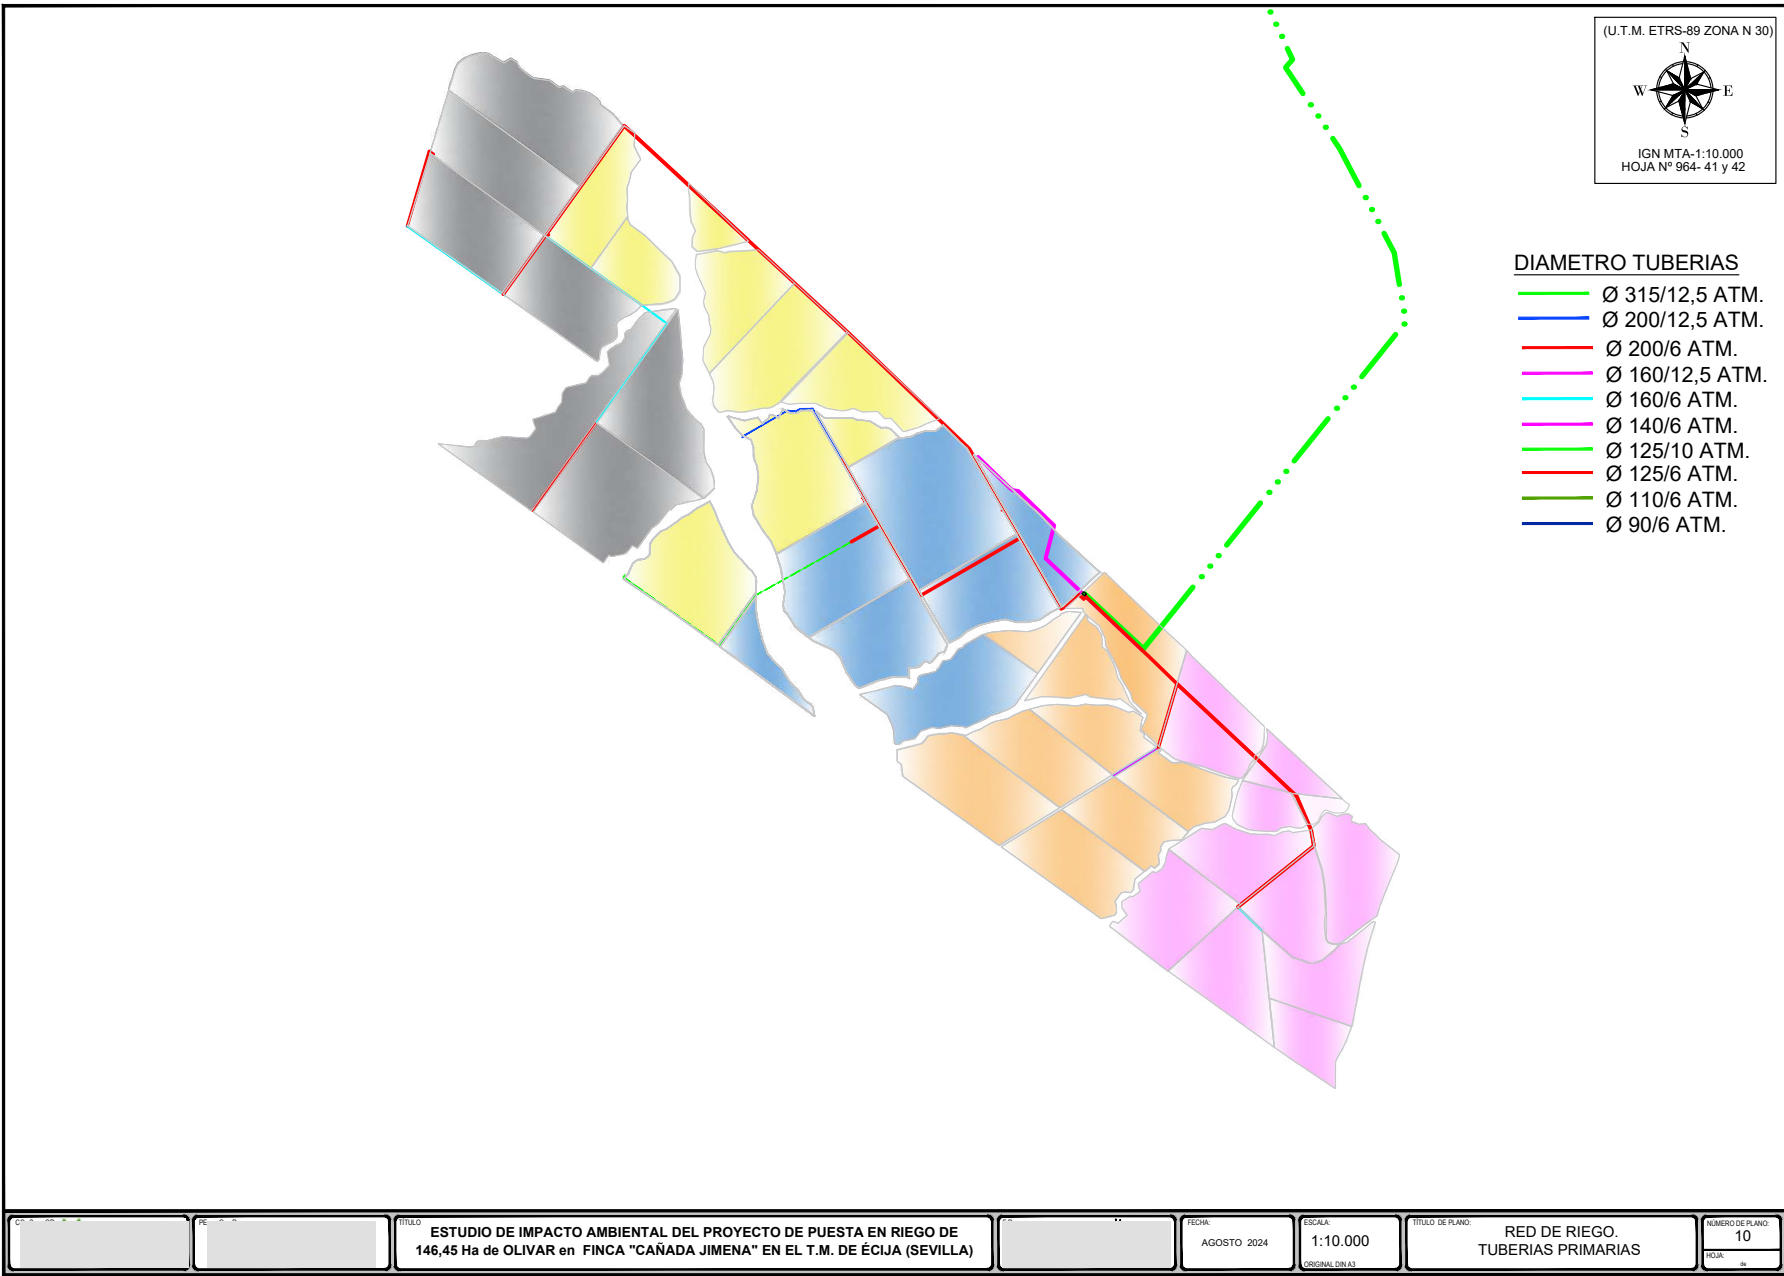 (U.T.M. ETRS-89 ZONA N 30)
N
W
E
S
IGN MTA-1:10.000
HOJA Nº 964- 41 y 42
DIAMETRO TUBERIAS
Ø 315/12,5 ATM.
Ø 200/12,5 ATM.
Ø 200/6 ATM.
Ø 160/12,5 ATM.
Ø 160/6 ATM.
Ø 140/6 ATM.
Ø 125/10 ATM.
Ø 125/6 ATM.
Ø 110/6 ATM.
Ø 90/6 ATM.
TÍTULO
ESTUDIO DE IMPACTO AMBIENTAL DEL PROYECTO DE PUESTA EN RIEGO DE
146,45 Ha de OLIVAR en FINCA "CAÑADA JIMENA" EN EL T.M. DE ÉCIJA (SEVILLA)
FECHA:
AGOSTO 2024
ESCALA:
1:10.000
ORIGINAL DIN A3
TÍTULO DE PLANO:
RED DE RIEGO.
TUBERIAS PRIMARIAS
NÚMERO DE PLANO:
10
HOJA:
de